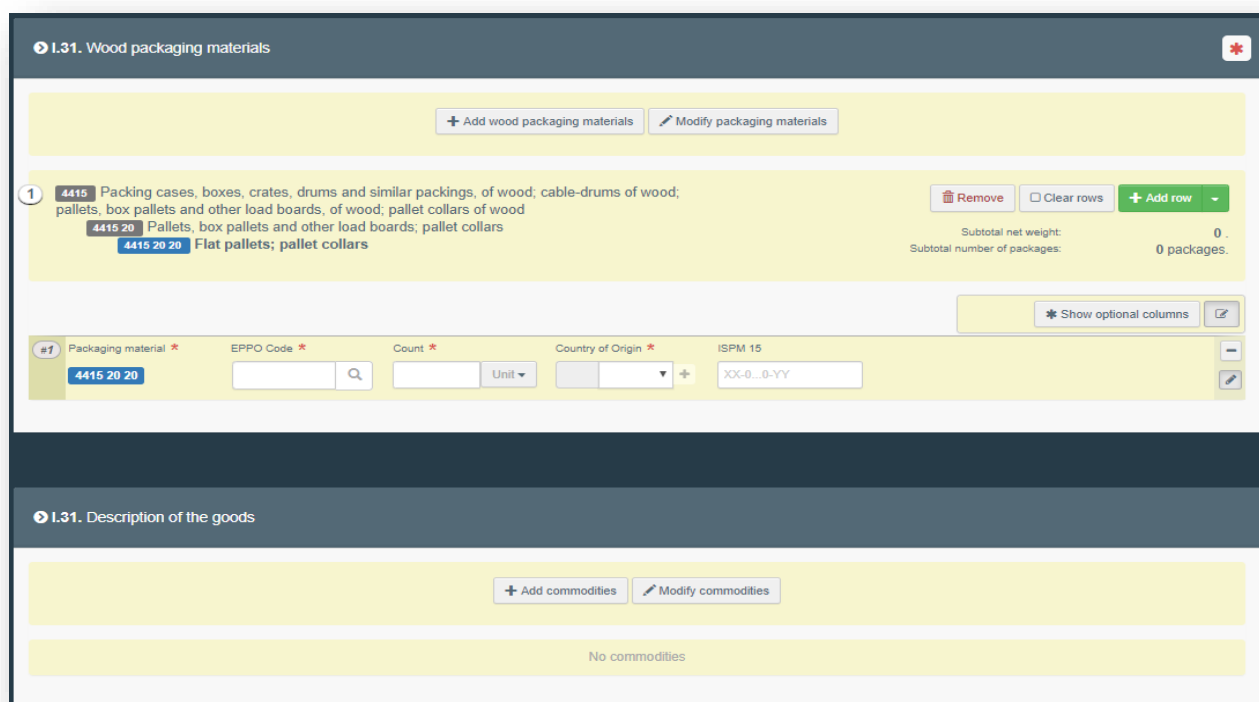 I.31. Wood packaging materials
Add wood packaging materials Modify packaging materials
1 4415 Packing cases, boxes, crates, drums and similar packings, of wood; cable-drums of wood;
pallets, box pallets and other load boards, of wood; pallet collars of wood
4415 20 Pallets, box pallets and other load boards; pallet collars
4415 20 20 Flat pallets; pallet collars
Remove Clear rows Add row
Subtotal net weight: 0 .
Subtotal number of packages: 0 packages.
Show optional columns
#1 Packaging material * EPPO Code * Count * Country of Origin * ISPM 15
4415 20 20 Unit XX-0...0-YY
I.31. Description of the goods
Add commodities Modify commodities
No commodities